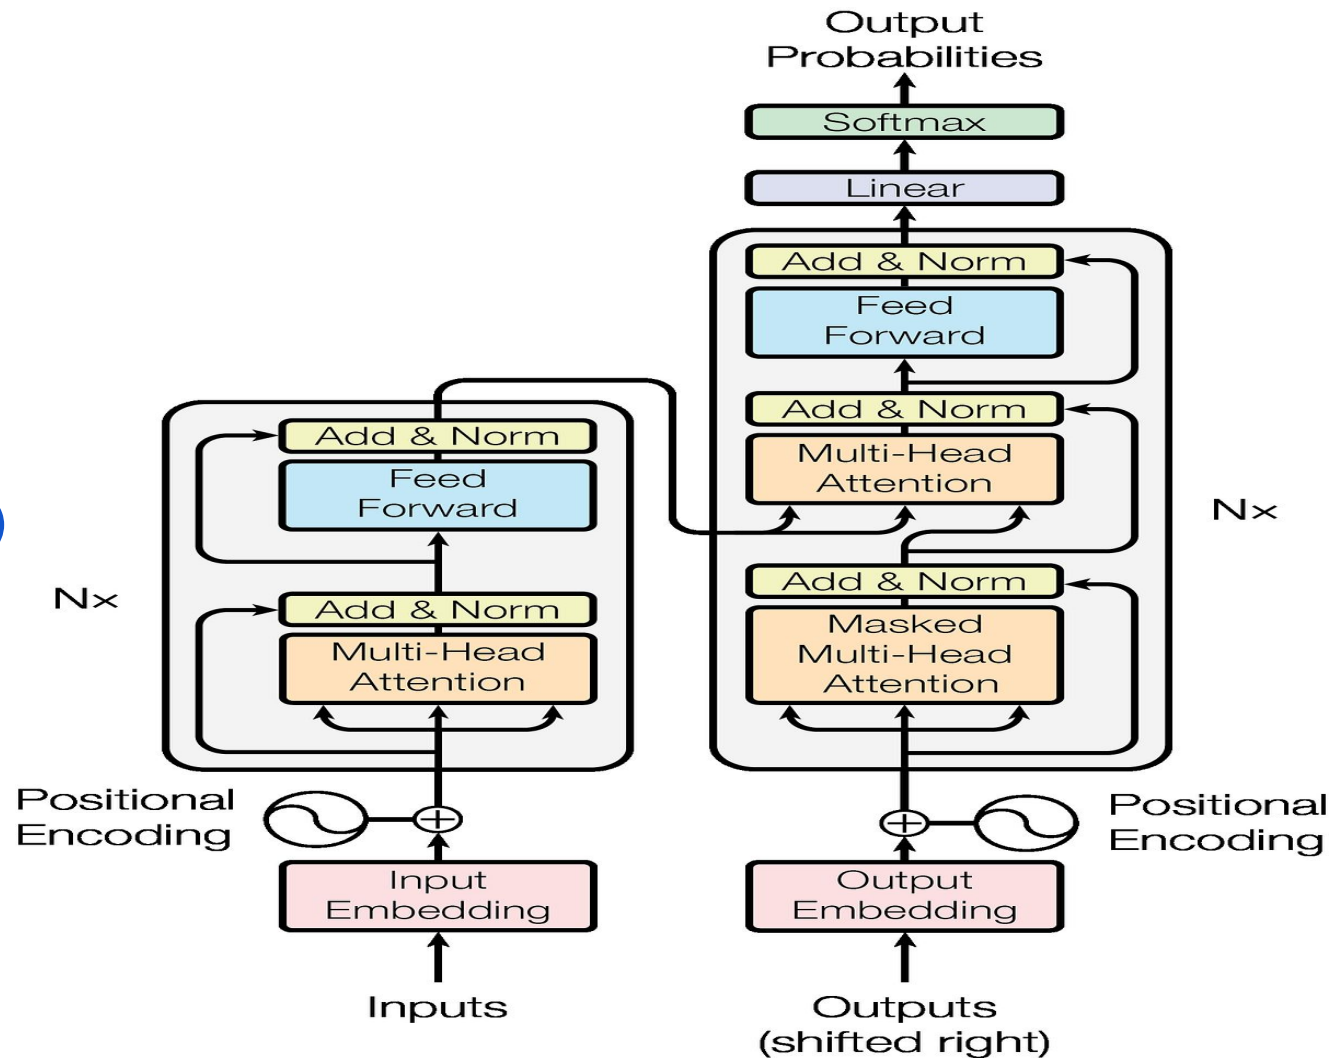 Output
Probabilities
Softmax
Linear
Add & Norm
Feed
Forward
Add & Norm
Multi-Head
Attention
Nx
Add & Norm
Masked
Multi-Head
Attention
Add & Norm
Feed
Forward
Nx
Add & Norm
Multi-Head
Attention
Positional
Encoding
Positional
Encoding
Input
Embedding
Output
Embedding
Inputs
Outputs
(shifted right)